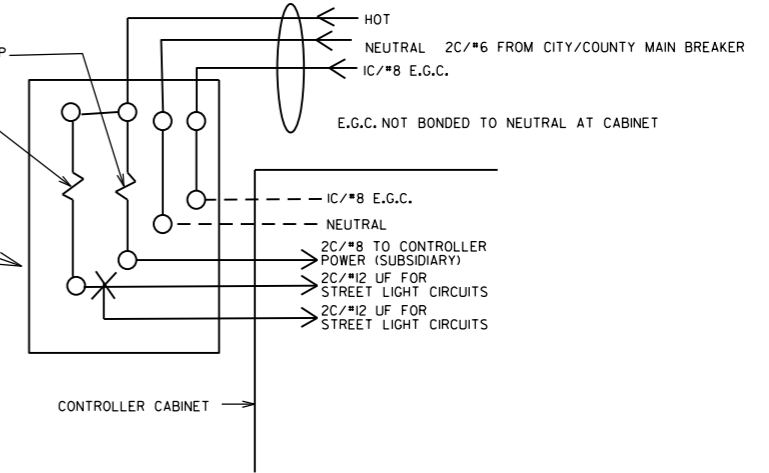 HOT
NEUTRAL 2C/#6 FROM CITY/COUNTY MAIN BREAKER
IC/#8 E.G.C.
P
E.G.C. NOT BONDED TO NEUTRAL AT CABINET
IC/#8 E.G.C.
NEUTRAL
2C/#8 TO CONTROLLER
POWER (SUBSIDIARY)
2C/#12 UF FOR
STREET LIGHT CIRCUITS
2C/#12 UF FOR
STREET LIGHT CIRCUITS
CONTROLLER CABINET